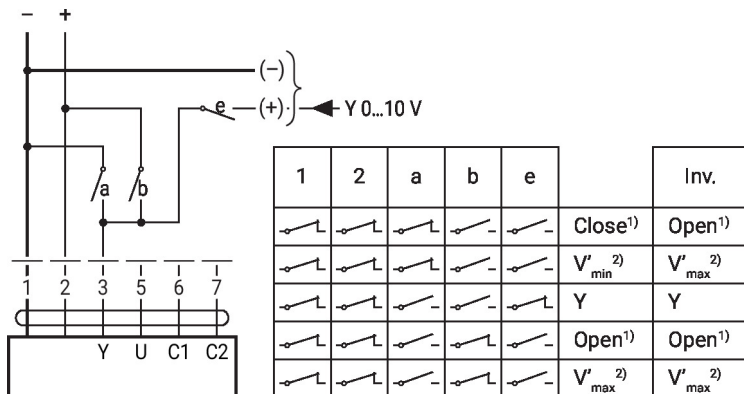 − +
(−)
e (+) Y 0...10 V
a b
1 2 3 5 6 7
Y U C1 C2
1 2 a b e Inv.
Close¹⁾ Open¹⁾
V'min²⁾ V'max²⁾
Y Y
Open¹⁾ Open¹⁾
V'max²⁾ V'max²⁾